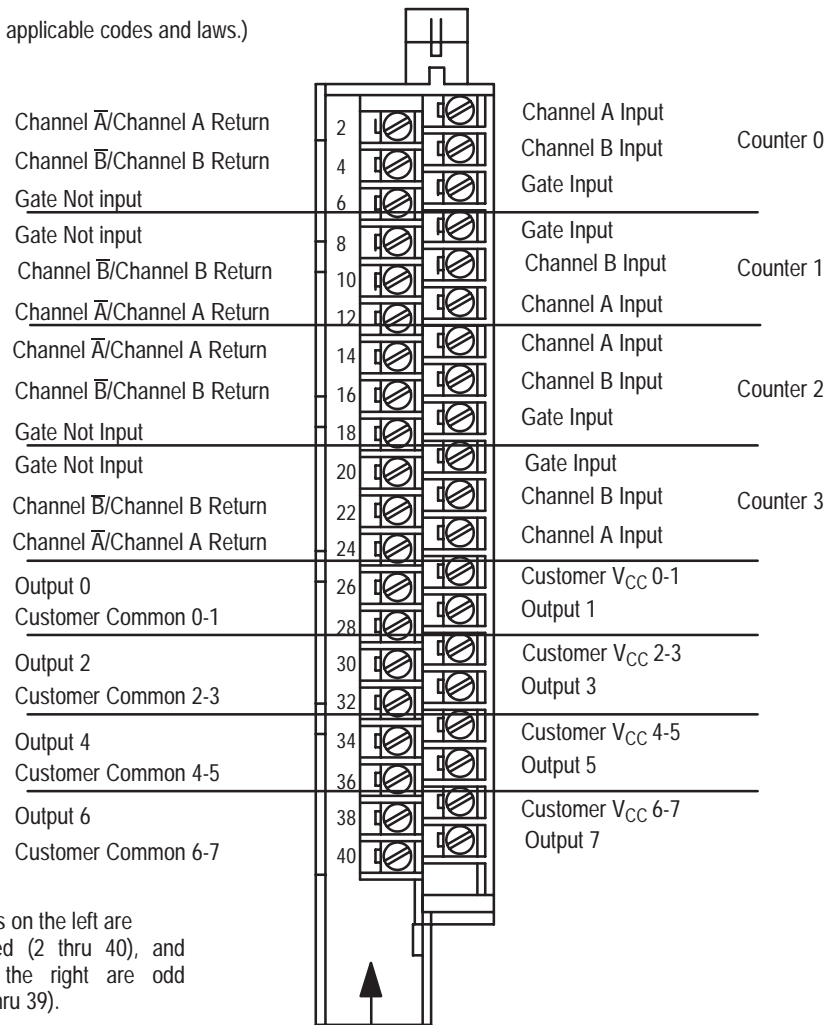 applicable codes and laws.)
Channel A̅/Channel A Return 2 Channel A Input
Channel B̅/Channel B Return 4 Channel B Input Counter 0
Gate Not input 6 Gate Input
Gate Not input 8 Gate Input
Channel B̅/Channel B Return 10 Channel B Input Counter 1
Channel A̅/Channel A Return 12 Channel A Input
Channel A̅/Channel A Return 14 Channel A Input
Channel B̅/Channel B Return 16 Channel B Input Counter 2
Gate Not Input 18 Gate Input
Gate Not Input 20 Gate Input
Channel B̅/Channel B Return 22 Channel B Input Counter 3
Channel A̅/Channel A Return 24 Channel A Input
Output 0 26 Customer VCC 0-1
Customer Common 0-1 28 Output 1
Output 2 30 Customer VCC 2-3
Customer Common 2-3 32 Output 3
Output 4 34 Customer VCC 4-5
Customer Common 4-5 36 Output 5
Output 6 38 Customer VCC 6-7
Customer Common 6-7 40 Output 7
on the left are
(2 thru 40), and
the right are odd
39).